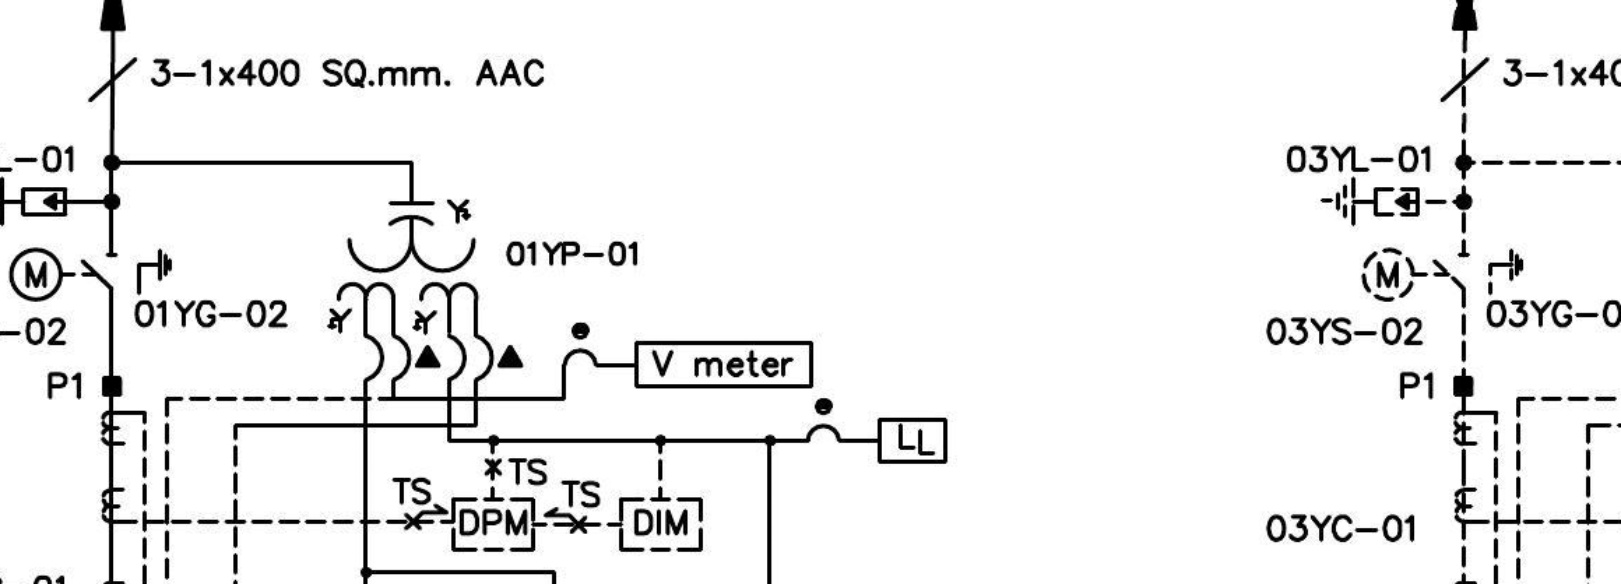 3-1x400 SQ.mm. AAC
3-1x40
L-01
03YL-01
Y
01YP-01
M
M
01YG-02
03YG-0
-02
Y
Y
03YS-02
V meter
P1
P1
LL
TS
TS
TS
DPM
DIM
03YC-01
-01